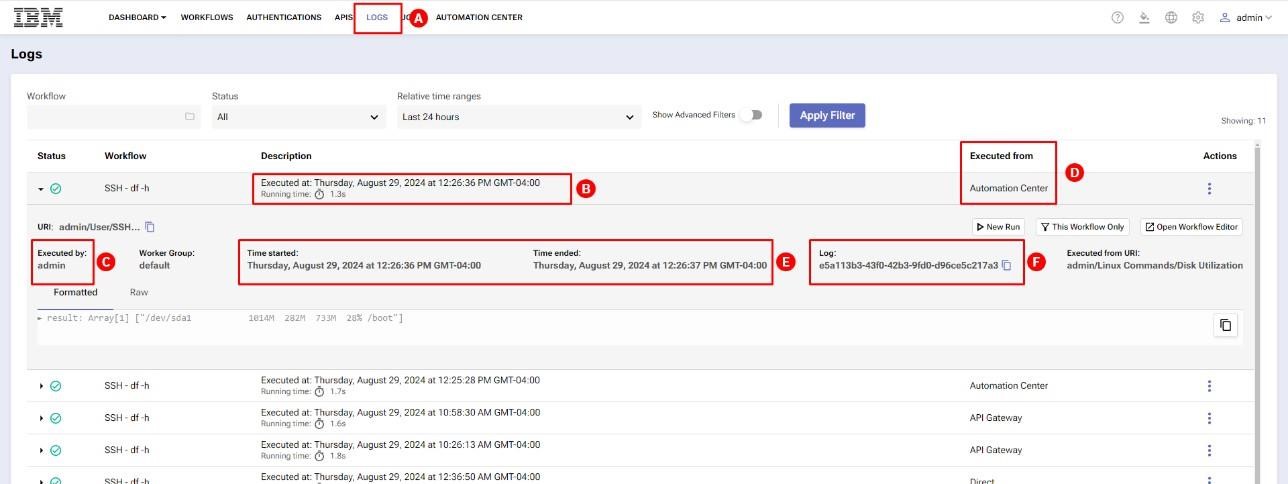 IBM DASHBOARD WORKFLOWS AUTHENTICATIONS APIS LOGS A AUTOMATION CENTER admin
Logs
Workflow Status Relative time ranges
All Last 24 hours Show Advanced Filters Apply Filter
Showing: 11
Status Workflow Description Executed from Actions
SSH - df -h Executed at: Thursday, August 29, 2024 at 12:26:36 PM GMT-04:00 B Automation Center D
Running time: 1.3s
URI: admin/User/SSH... New Run This Workflow Only Open Workflow Editor
Executed by: Worker Group: Time started: Time ended: Log: Executed from URI:
admin C default Thursday, August 29, 2024 at 12:26:36 PM GMT-04:00 Thursday, August 29, 2024 at 12:26:37 PM GMT-04:00 E e5a113b3-43f0-42b3-9fd0-d96ce5c217a3 F admin/Linux Commands/Disk Utilization
Formatted Raw
result: Array[1] ["/dev/sda1 1014M 282M 733M 28% /boot"]
SSH - df -h Executed at: Thursday, August 29, 2024 at 12:25:28 PM GMT-04:00 Automation Center
Running time: 1.7s
SSH - df -h Executed at: Thursday, August 29, 2024 at 10:58:30 AM GMT-04:00 API Gateway
Running time: 1.6s
SSH - df -h Executed at: Thursday, August 29, 2024 at 10:26:13 AM GMT-04:00 API Gateway
Running time: 1.8s
SSH - df -h Executed at: Thursday, August 29, 2024 at 12:36:50 AM GMT-04:00 Direct